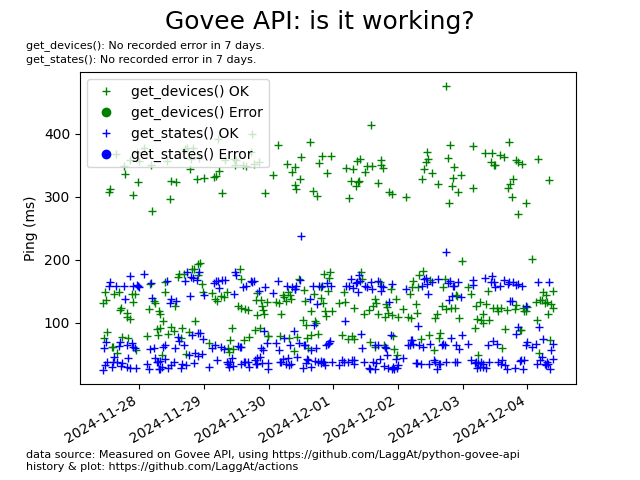 Govee API: is it working?
get_devices(): No recorded error in 7 days.
get_states(): No recorded error in 7 days.
get_devices() OK
get_devices() Error
get_states() OK
get_states() Error
Ping (ms)
400
300
200
100
2024-11-28
2024-11-29
2024-11-30
2024-12-01
2024-12-02
2024-12-03
2024-12-04
data source: Measured on Govee API, using https://github.com/LaggAt/python-govee-api
history & plot: https://github.com/LaggAt/actions